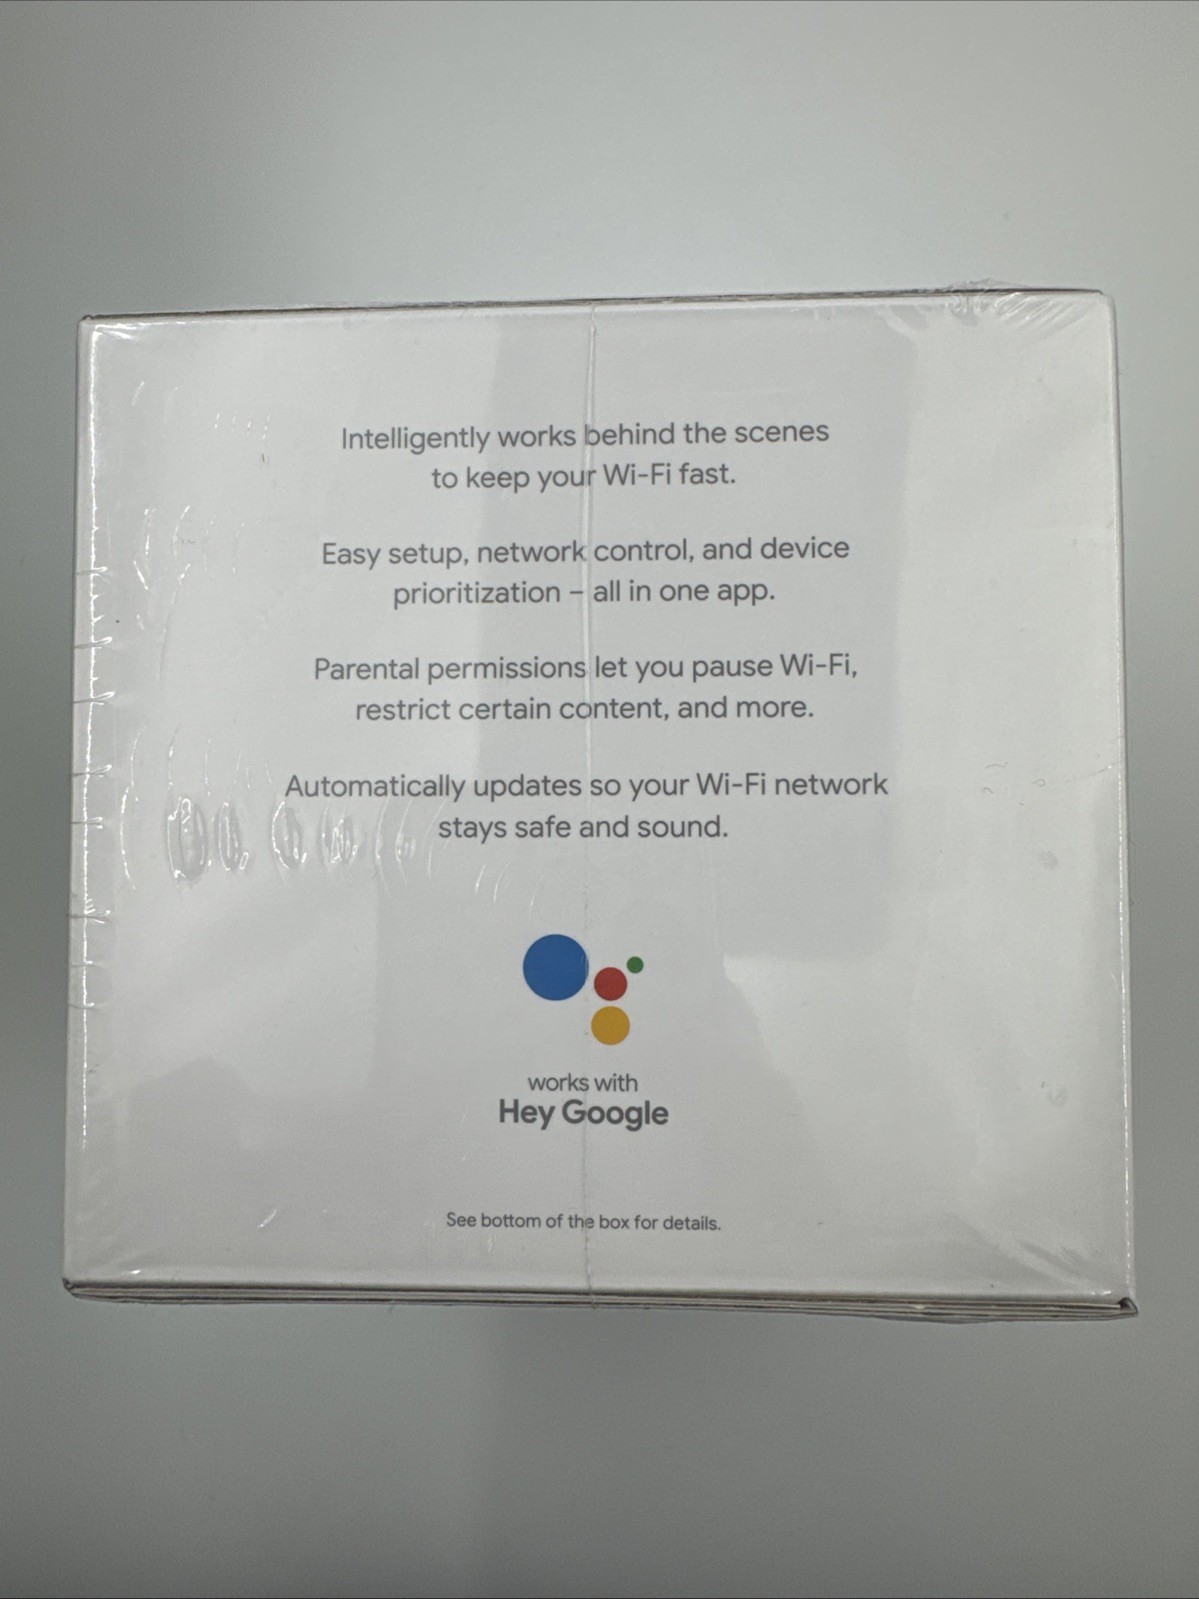 Intelligently works behind the scenes
to keep your Wi-Fi fast.
Easy setup, network control, and device
prioritization – all in one app.
Parental permissions let you pause Wi-Fi,
restrict certain content, and more.
Automatically updates so your Wi-Fi network
stays safe and sound.
works with
Hey Google
See bottom of the box for details.